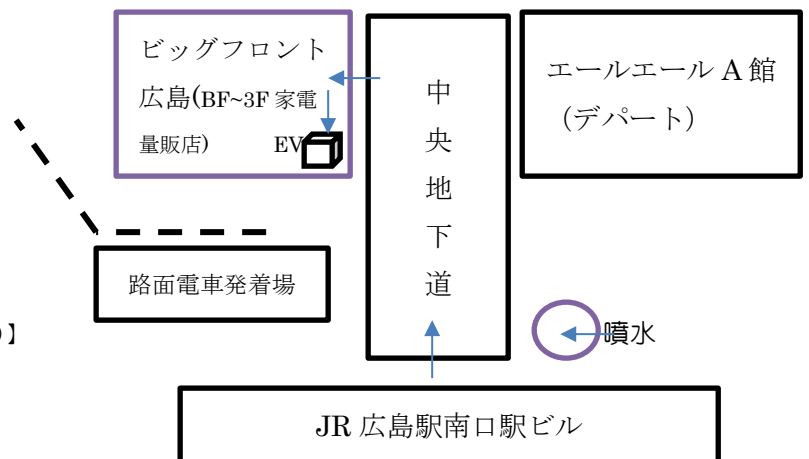 ビッグフロント
広島(BF~3F 家電
量販店) EV
中央地下道
エールエール A 館
(デパート)
路面電車発着場
)】
噴水
JR 広島駅南口駅ビル